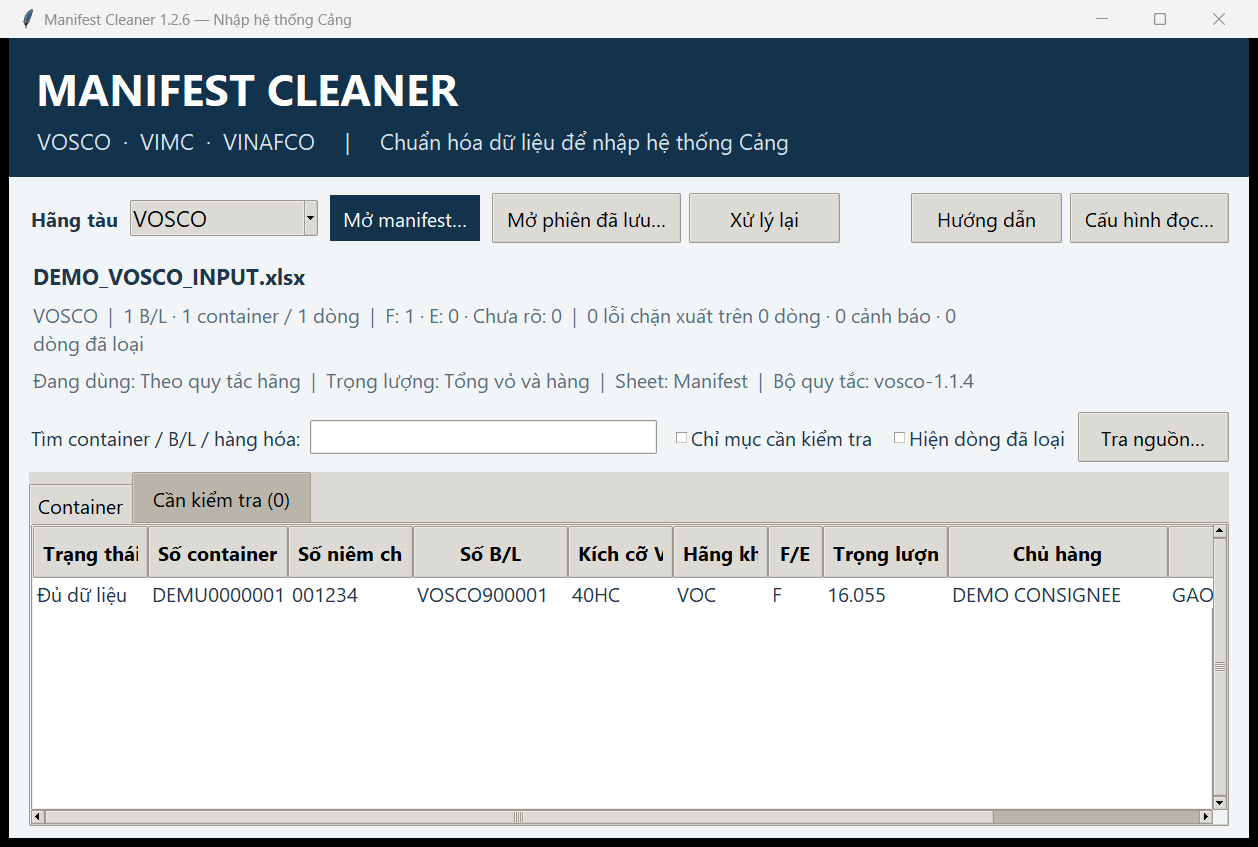 Manifest Cleaner 1.2.6 — Nhập hệ thống Cảng
MANIFEST CLEANER
VOSCO · VIMC · VINAFCO | Chuẩn hóa dữ liệu để nhập hệ thống Cảng
Hãng tàu VOSCO Mở manifest... Mở phiên đã lưu... Xử lý lại Hướng dẫn Cấu hình đọc...
DEMO_VOSCO_INPUT.xlsx
VOSCO | 1 B/L · 1 container / 1 dòng | F: 1 · E: 0 · Chưa rõ: 0 | 0 lỗi chặn xuất trên 0 dòng · 0 cảnh báo · 0
dòng đã loại
Đang dùng: Theo quy tắc hãng | Trọng lượng: Tổng vỏ và hàng | Sheet: Manifest | Bộ quy tắc: vosco-1.1.4
Tìm container / B/L / hàng hóa: Chỉ mục cần kiểm tra Hiện dòng đã loại Tra nguồn...
Container Cần kiểm tra (0)
Trạng thái Số container Số niêm ch Số B/L Kích cỡ V Hãng kh F/E Trọng lượn Chủ hàng
Đủ dữ liệu DEMU0000001 001234 VOSCO900001 40HC VOC F 16.055 DEMO CONSIGNEE GAO